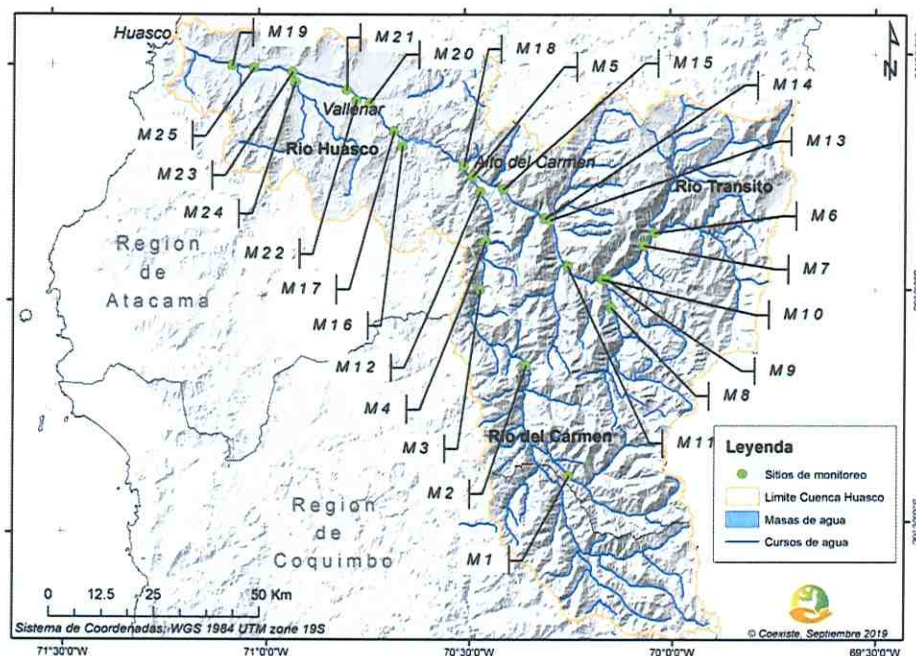 Huasco
M19
M21
M20
M18
M5
M15
M14
M13
Z
Vallenar
M25
Rio Huasco
Alto del Carmen
Rio Transito
M23
M24
M6
M7
Region
de
Atacama
M22
M17
M10
M16
M12
M9
M4
M8
M3
M11
Rio del Carmen
M2
Region
de
Coquimbo
M1
Leyenda
Sitios de monitoreo
Limite Cuenca Huasco
Masas de agua
Cursos de agua
0 12.5 25 50 Km
Sistema de Coordenadas: WGS 1984 UTM zone 19S
© Coexiste, Septiembre 2019
71°30'0"W 71°0'0"W 70°30'0"W 70°0'0"W 69°30'0"W